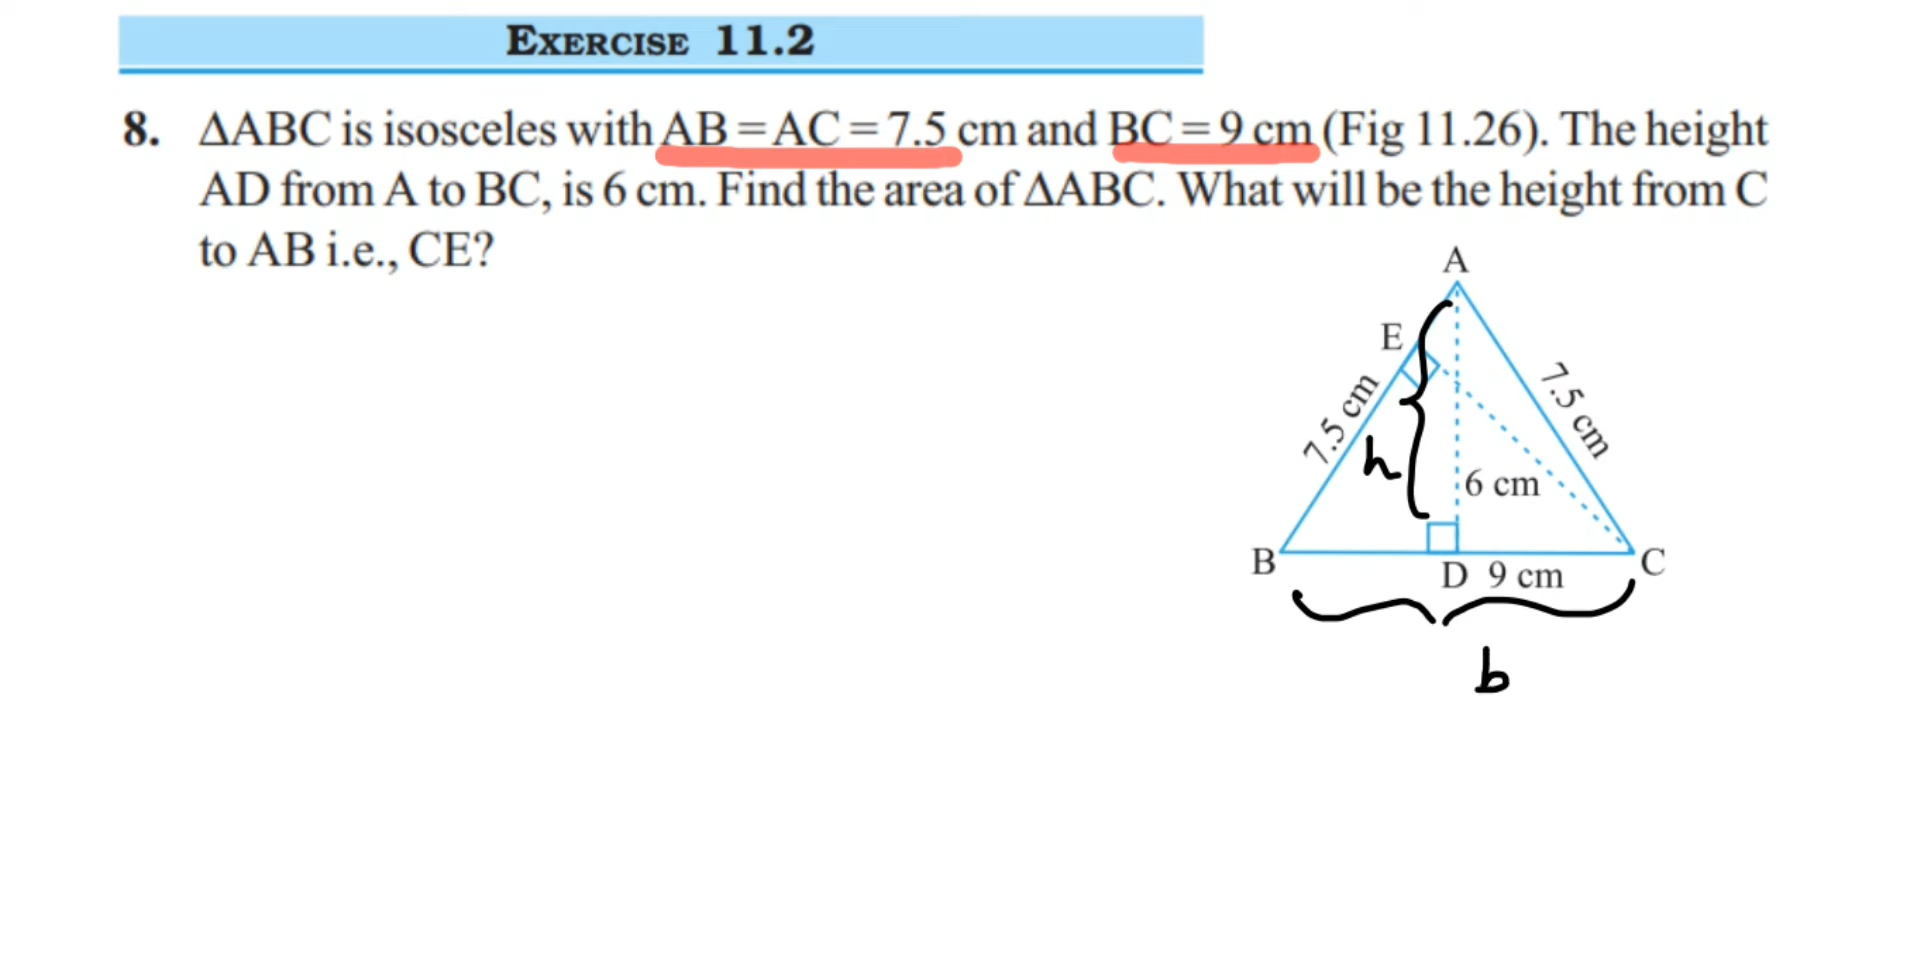 EXERCISE 11.2
8. ΔABC is isosceles with AB = AC = 7.5 cm and BC = 9 cm (Fig 11.26). The height
AD from A to BC, is 6 cm. Find the area of ΔABC. What will be the height from C
to AB i.e., CE?
A
E
7.5 cm
7.5 cm
h
6 cm
B
D 9 cm
C
b